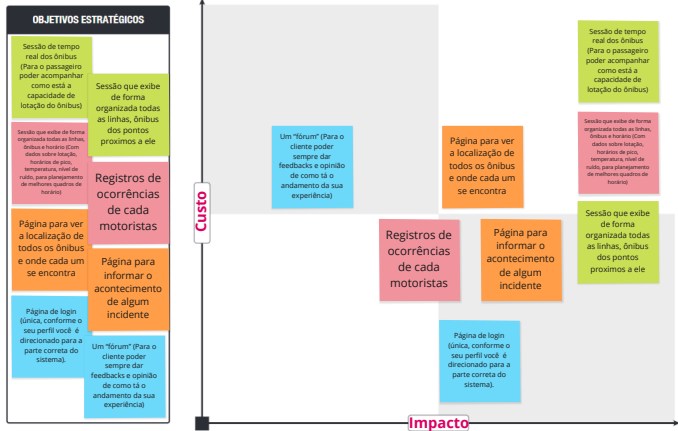 OBJETIVOS ESTRATÉGICOS
Sessão de tempo
real dos ônibus
(Para o passageiro
poder acompanhar
como está a
capacidade de
lotação do ônibus)
Sessão que exibe
de forma
organizada todas
as linhas, ônibus
dos pontos
proximos a ele
Sessão que exibe de forma
organizada todas as linhas,
ônibus e horário (Com
dados sobre lotação,
horários de pico,
temperatura, nível de
ruído, para planejamento
de melhores quadros de
horário)
Registros de
ocorrências
de cada
motoristas
Página para ver
a localização de
todos os ônibus
e onde cada um
se encontra
Página para
informar o
acontecimento
de algum
incidente
Página de login
(única, conforme o
seu perfil você é
direcionado para a
parte correta do
sistema).
Um "fórum" (Para o
cliente poder
sempre dar
feedbacks e opinião
de como tá o
andamento da sua
experiência)
Custo
Um "fórum" (Para o
cliente poder
sempre dar
feedbacks e opinião
de como tá o
andamento da sua
experiência)
Página para ver
a localização de
todos os ônibus
e onde cada um
se encontra
Sessão de tempo
real dos ônibus
(Para o passageiro
poder acompanhar
como está a
capacidade de
lotação do ônibus)
Sessão que exibe de forma
organizada todas as linhas,
ônibus e horário (Com
dados sobre lotação,
horários de pico,
temperatura, nível de
ruído, para planejamento
de melhores quadros de
horário)
Registros de
ocorrências
de cada
motoristas
Página para
informar o
acontecimento
de algum
incidente
Sessão que exibe
de forma
organizada todas
as linhas, ônibus
dos pontos
proximos a ele
Página de login
(única, conforme o
seu perfil você é
direcionado para a
parte correta do
sistema).
Impacto